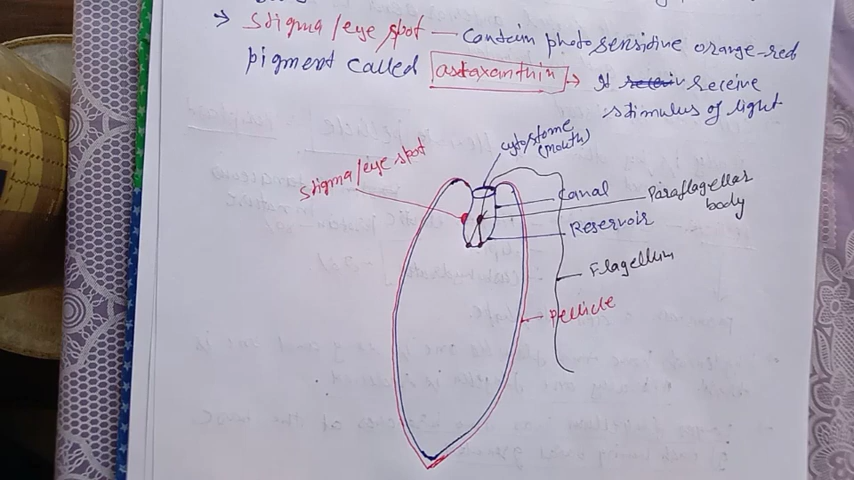 → Stigma / eye spot — Contain photosensitive orange-red
pigment called astaxanthin → It receive
stimulus of light
cytostome
(mouth)
Stigma / eye spot
Canal
Paraflagellar
body
Reservoir
Flagellum
Pellicle